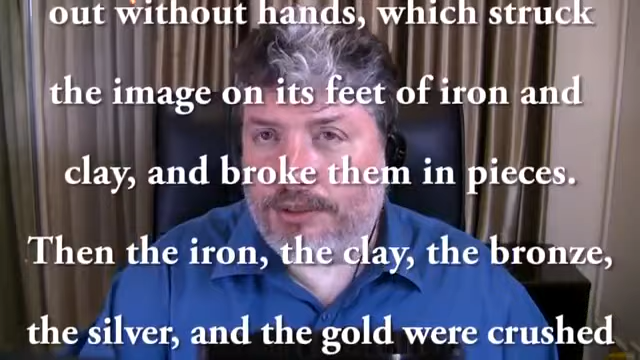 out without hands, which struck
the image on its feet of iron and
clay, and broke them in pieces.
Then the iron, the clay, the bronze,
the silver, and the gold were crushed